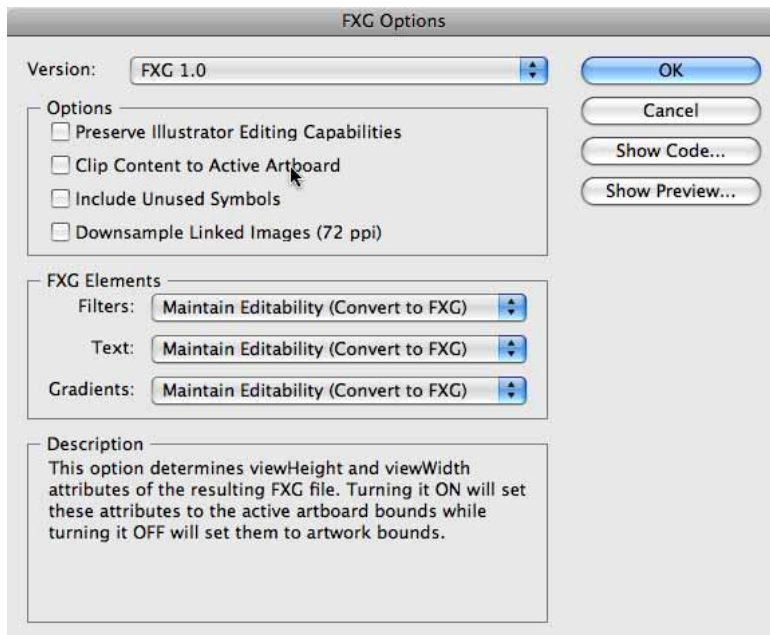 FXG Options
Version: FXG 1.0
OK
Cancel
Show Code...
Show Preview...
Options
Preserve Illustrator Editing Capabilities
Clip Content to Active Artboard
Include Unused Symbols
Downsample Linked Images (72 ppi)
FXG Elements
Filters: Maintain Editability (Convert to FXG)
Text: Maintain Editability (Convert to FXG)
Gradients: Maintain Editability (Convert to FXG)
Description
This option determines viewHeight and viewWidth
attributes of the resulting FXG file. Turning it ON will set
these attributes to the active artboard bounds while
turning it OFF will set them to artwork bounds.